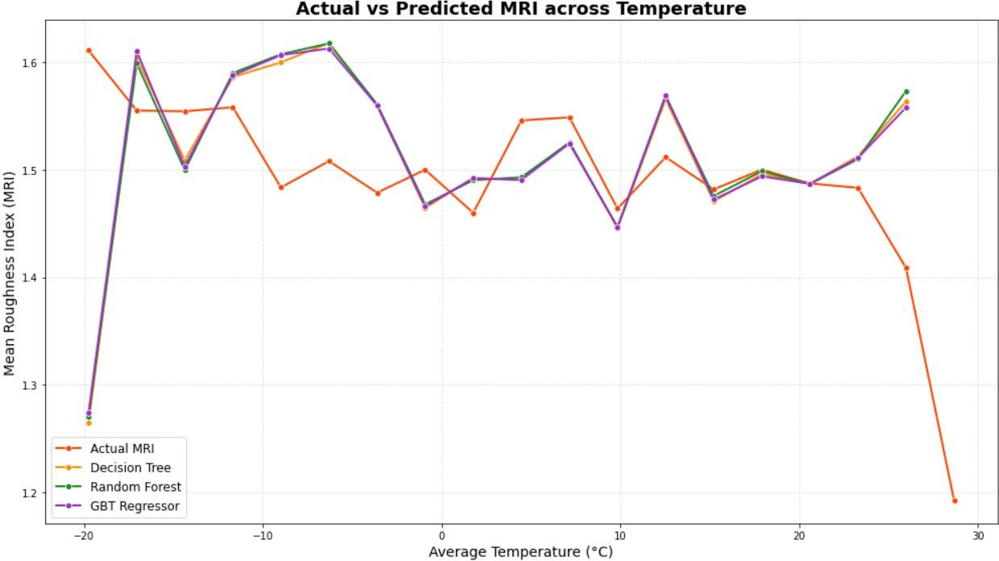 Actual vs Predicted MRI across Temperature
Mean Roughness Index (MRI)
1.6
1.5
1.4
1.3
1.2
Actual MRI
Decision Tree
Random Forest
GBT Regressor
−20
−10
0
10
20
30
Average Temperature (°C)